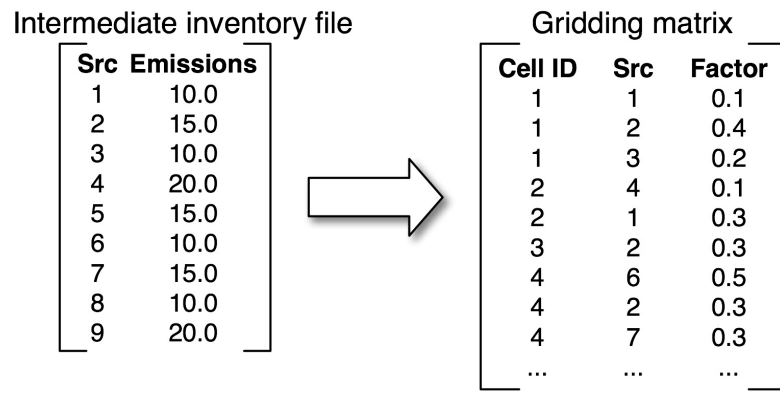 Intermediate inventory file
Src Emissions
1 10.0
2 15.0
3 10.0
4 20.0
5 15.0
6 10.0
7 15.0
8 10.0
9 20.0
Gridding matrix
Cell ID Src Factor
1 1 0.1
1 2 0.4
1 3 0.2
2 4 0.1
2 1 0.3
3 2 0.3
4 6 0.5
4 2 0.3
4 7 0.3
... ... ...